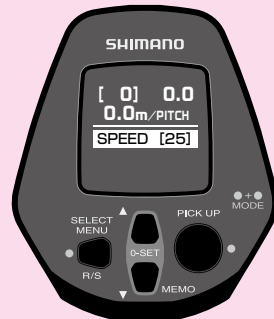 SHIMANO
[ 0] 0.0
0.0m/PITCH
SPEED [25]
●+●
MODE
SELECT
MENU
PICK UP
▲
0-SET
R/S
▼
MEMO